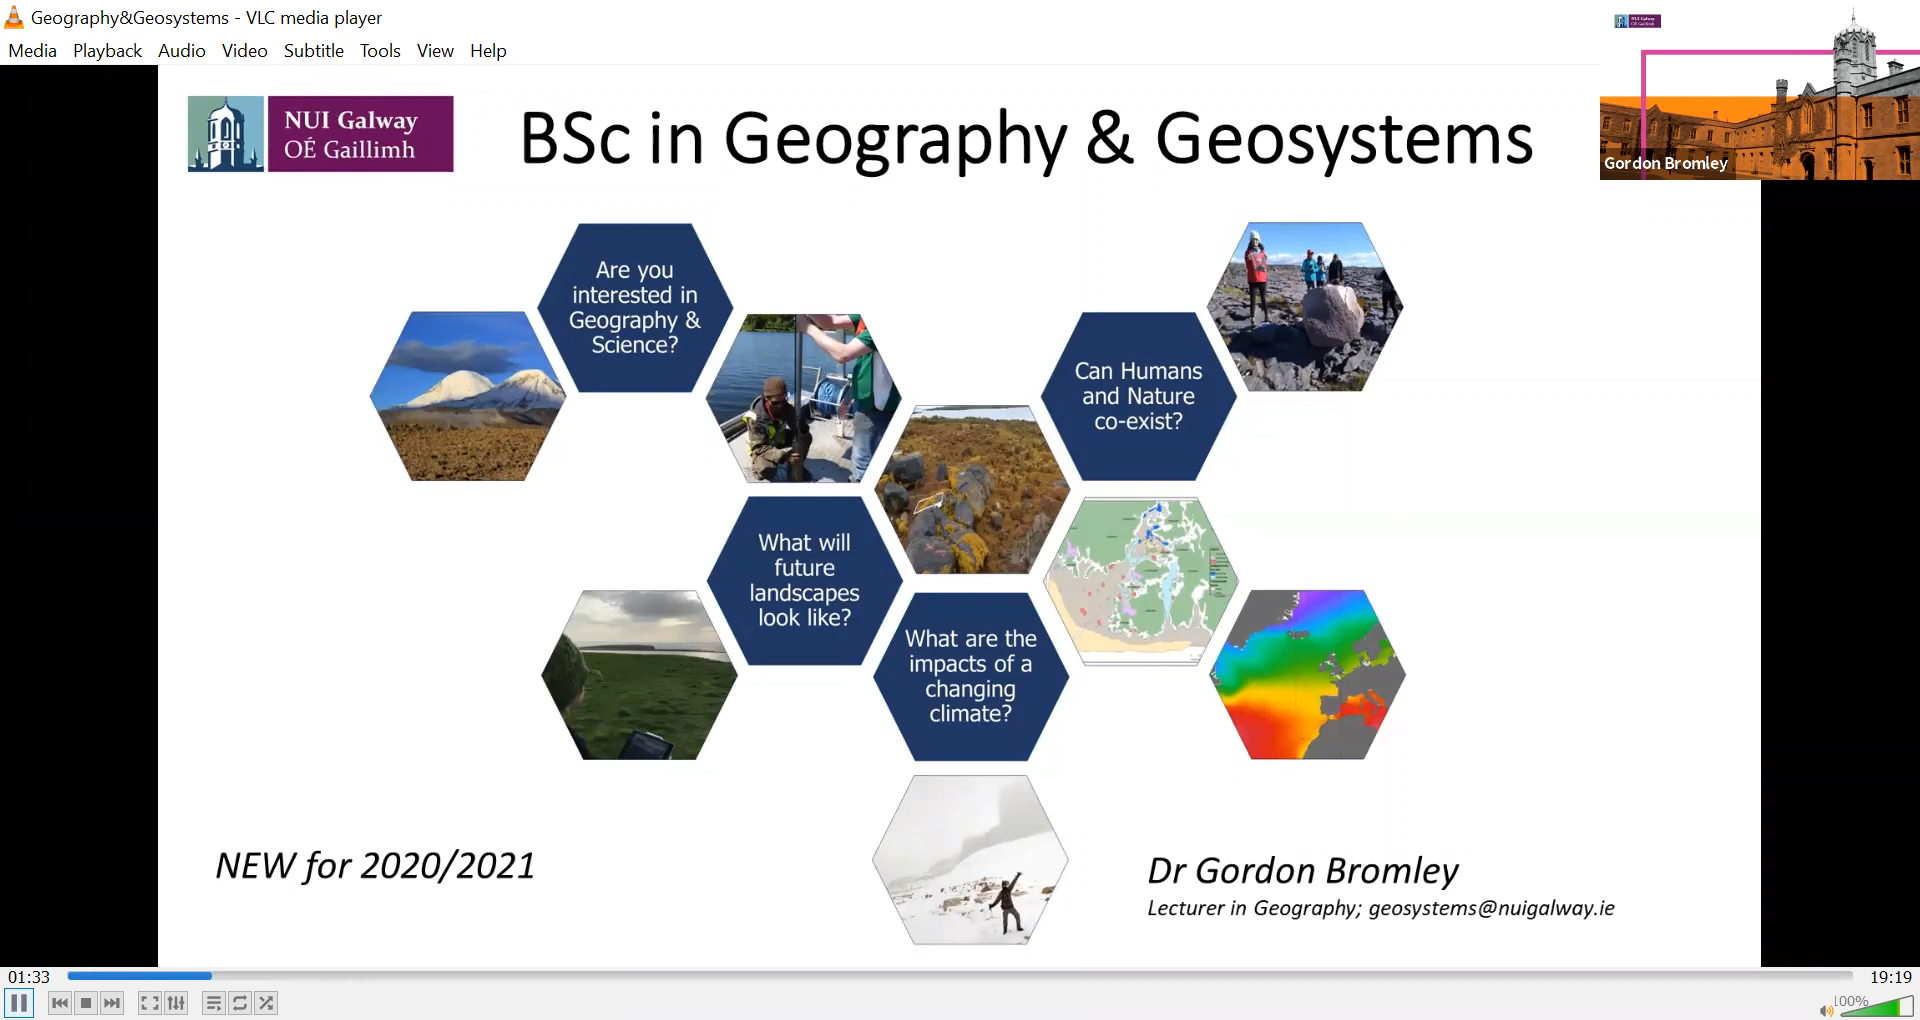 Geography&Geosystems - VLC media player
Media Playback Audio Video Subtitle Tools View Help
NUI Galway
OÉ Gaillimh
BSc in Geography & Geosystems
NUI Galway
Gordon Bromley
Are you
interested in
Geography &
Science?
Can Humans
and Nature
co-exist?
What will
future
landscapes
look like?
What are the
impacts of a
changing
climate?
NEW for 2020/2021
Dr Gordon Bromley
Lecturer in Geography; geosystems@nuigalway.ie
01:33
19:19
100%